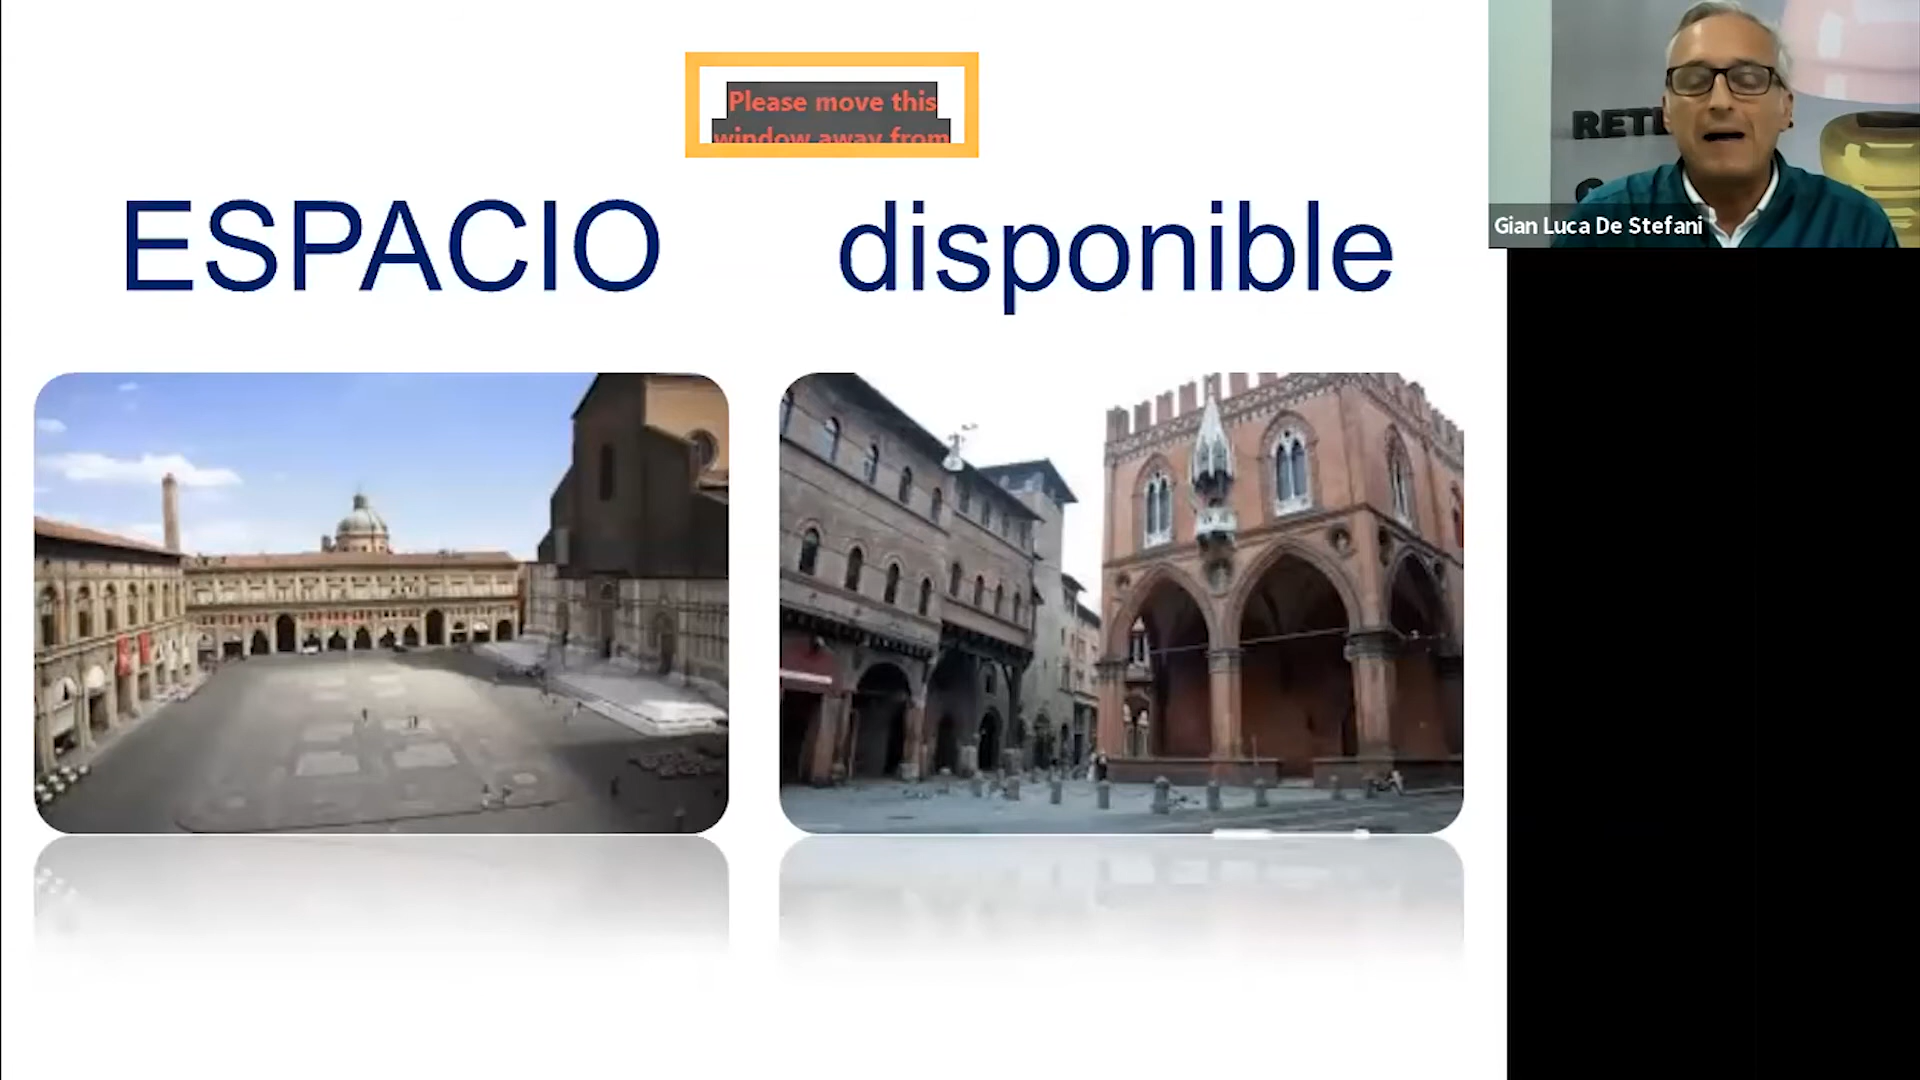 Please move this
window away from
ESPACIO disponible
Gian Luca De Stefani